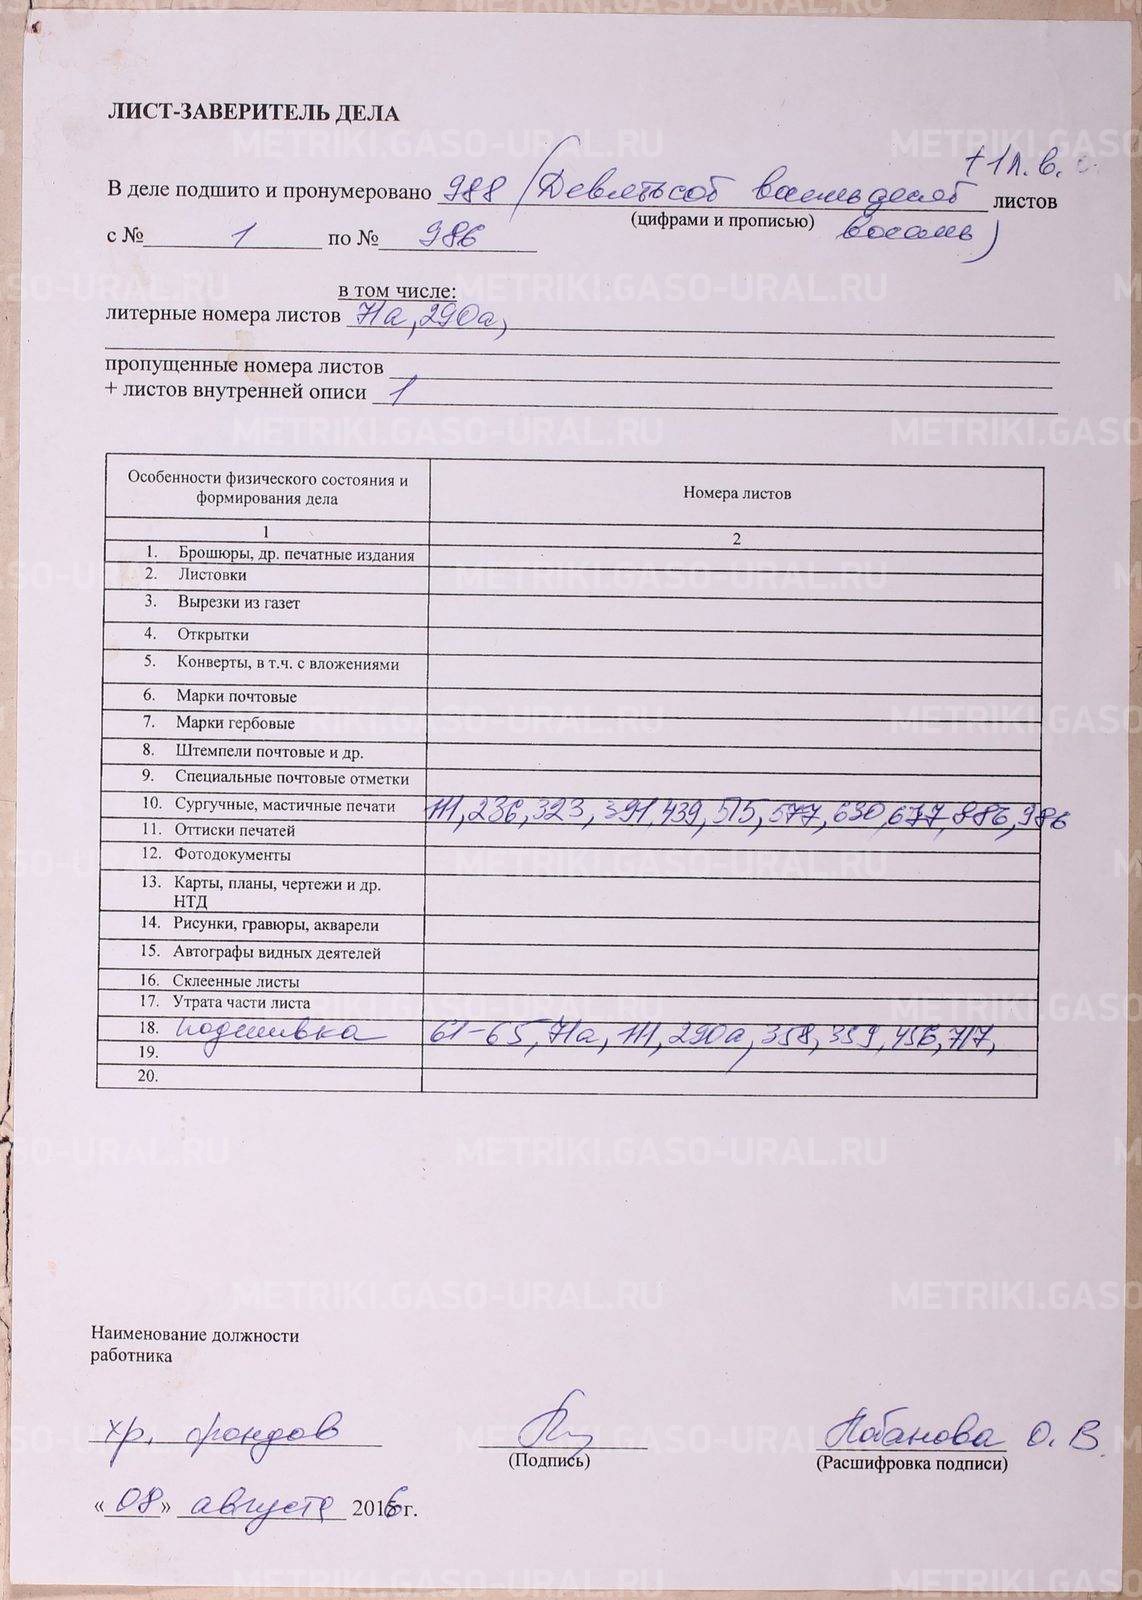 ЛИСТ-ЗАВЕРИТЕЛЬ ДЕЛА
+1л. в.
В деле подшито и пронумеровано 988 (Девятьсот восемьдесят листов
(цифрами и прописью) восемь)
с № 1 по № 986
в том числе:
литерные номера листов 71а, 290а,
пропущенные номера листов
+ листов внутренней описи 1
Особенности физического состояния и формирования дела Номера листов
1 2
1. Брошюры, др. печатные издания
2. Листовки
3. Вырезки из газет
4. Открытки
5. Конверты, в т.ч. с вложениями
6. Марки почтовые
7. Марки гербовые
8. Штемпели почтовые и др.
9. Специальные почтовые отметки
10. Сургучные, мастичные печати 111, 236, 323, 391, 439, 515, 577, 630, 677, 886, 986
11. Оттиски печатей
12. Фотодокументы
13. Карты, планы, чертежи и др.
НТД
14. Рисунки, гравюры, акварели
15. Автографы видных деятелей
16. Склеенные листы
17. Утрата части листа
18. подшивка 61-65, 71а, 111, 290а, 358, 359, 456, 717,
19.
20.
Наименование должности
работника
хр. фондов
(Подпись) (Расшифровка подписи)
О. В.
«08» августа 2016 г.
METRIKI.GASO-URAL.RU